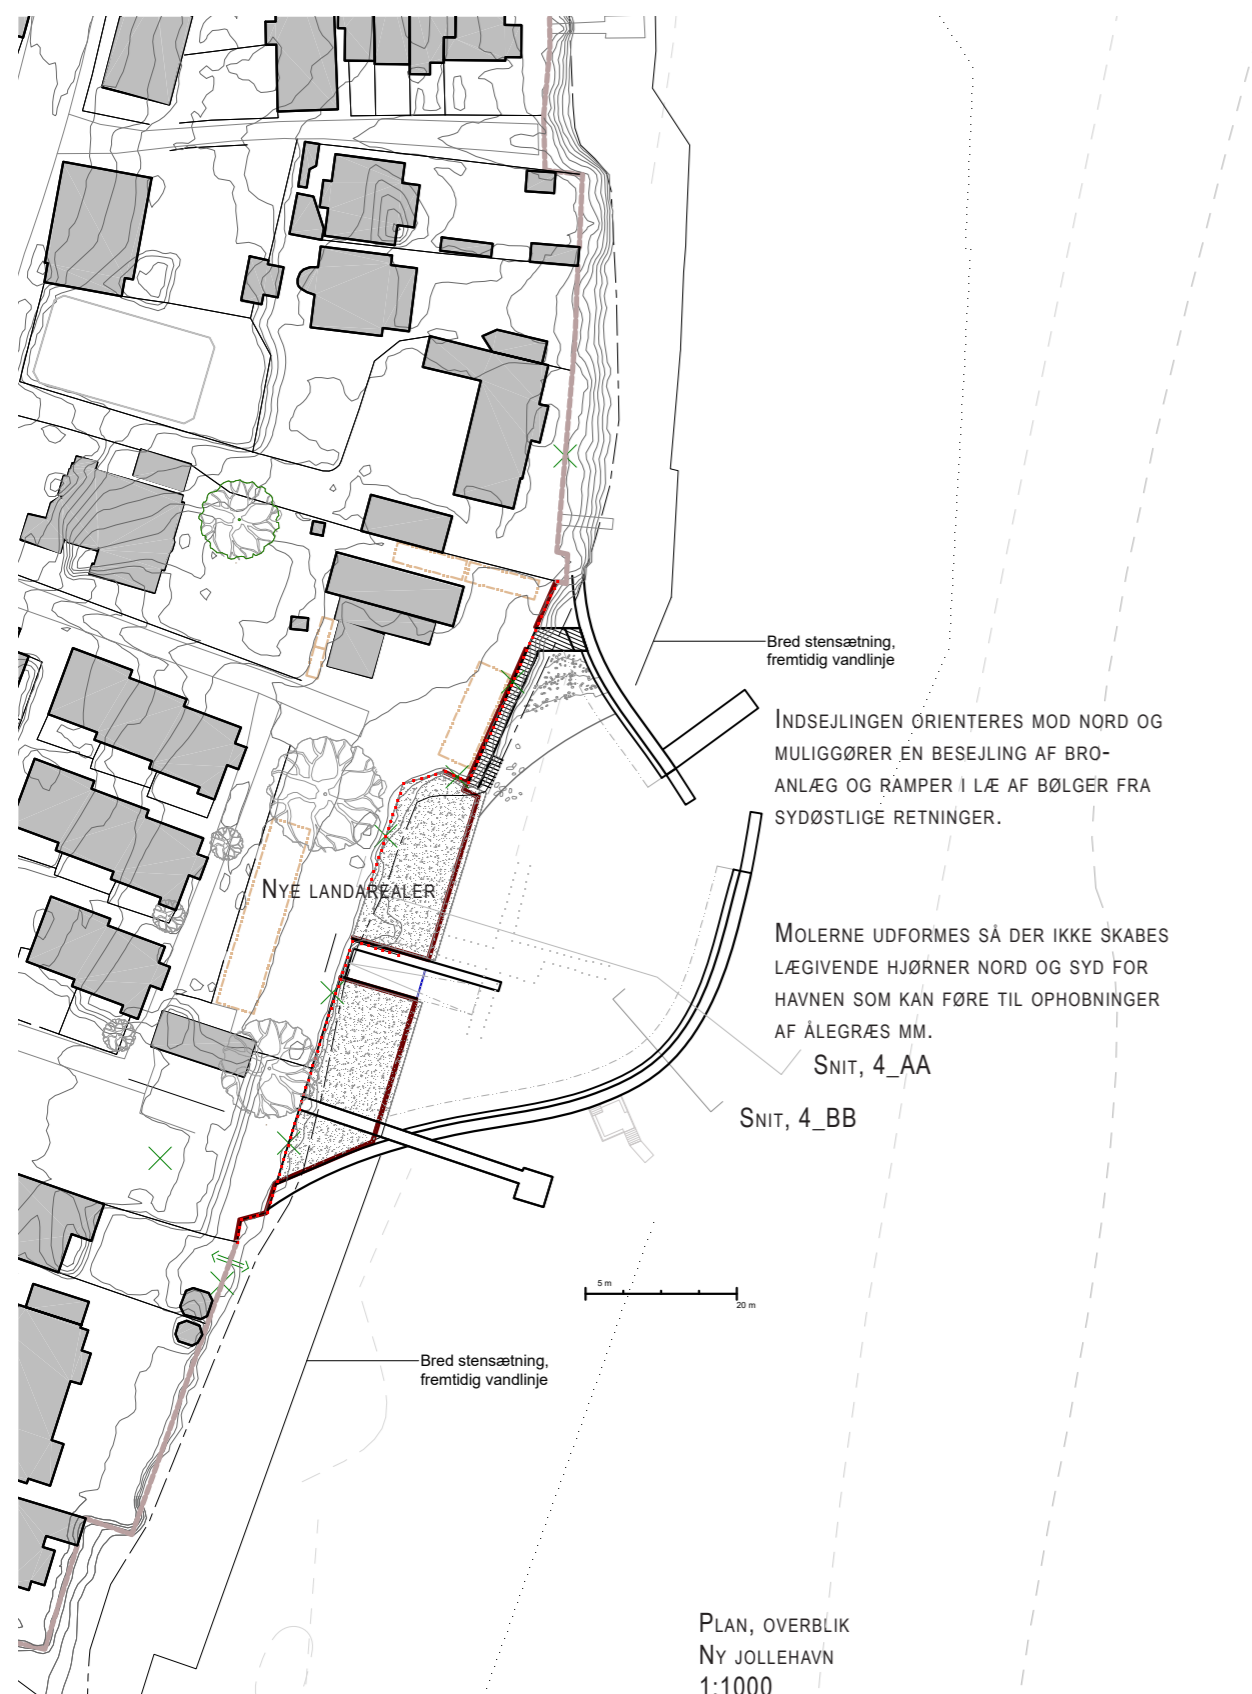 Bred stensætning,
fremtidig vandlinje
Indsejlingen orienteres mod nord og
muliggører en besejling af bro-
anlæg og ramper i læ af bølger fra
sydøstlige retninger.
Nye landarealer
Molerne udformes så der ikke skabes
lægivende hjørner nord og syd for
havnen som kan føre til ophobninger
af ålegræs mm.
Snit, 4_AA
Snit, 4_BB
5 m
20 m
Bred stensætning,
fremtidig vandlinje
Plan, overblik
Ny jollehavn
1:1000